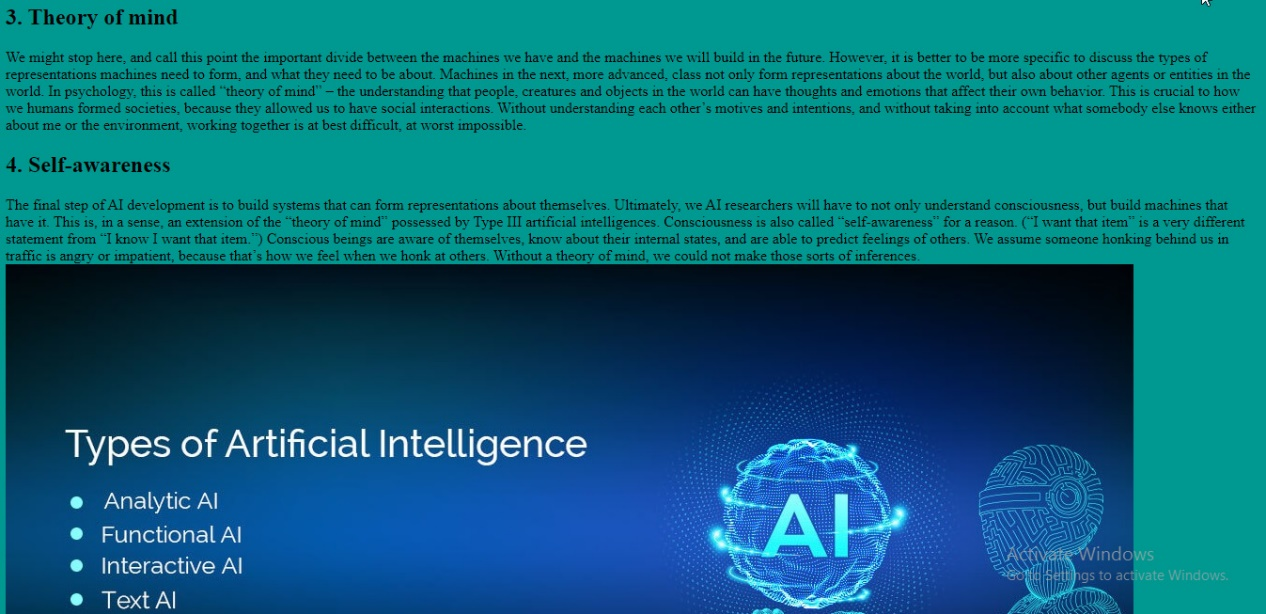 3. Theory of mind
We might stop here, and call this point the important divide between the machines we have and the machines we will build in the future. However, it is better to be more specific to discuss the types of
representations machines need to form, and what they need to be about. Machines in the next, more advanced, class not only form representations about the world, but also about other agents or entities in the
world. In psychology, this is called “theory of mind” – the understanding that people, creatures and objects in the world can have thoughts and emotions that affect their own behavior. This is crucial to how
we humans formed societies, because they allowed us to have social interactions. Without understanding each other’s motives and intentions, and without taking into account what somebody else knows either
about me or the environment, working together is at best difficult, at worst impossible.
4. Self-awareness
The final step of AI development is to build systems that can form representations about themselves. Ultimately, we AI researchers will have to not only understand consciousness, but build machines that
have it. This is, in a sense, an extension of the “theory of mind” possessed by Type III artificial intelligences. Consciousness is also called “self-awareness” for a reason. (“I want that item” is a very different
statement from “I know I want that item.”) Conscious beings are aware of themselves, know about their internal states, and are able to predict feelings of others. We assume someone honking behind us in
traffic is angry or impatient, because that’s how we feel when we honk at others. Without a theory of mind, we could not make those sorts of inferences.
Types of Artificial Intelligence
Analytic AI
Functional AI
Interactive AI
Text AI
AI
Activate Windows
Go to Settings to activate Windows.